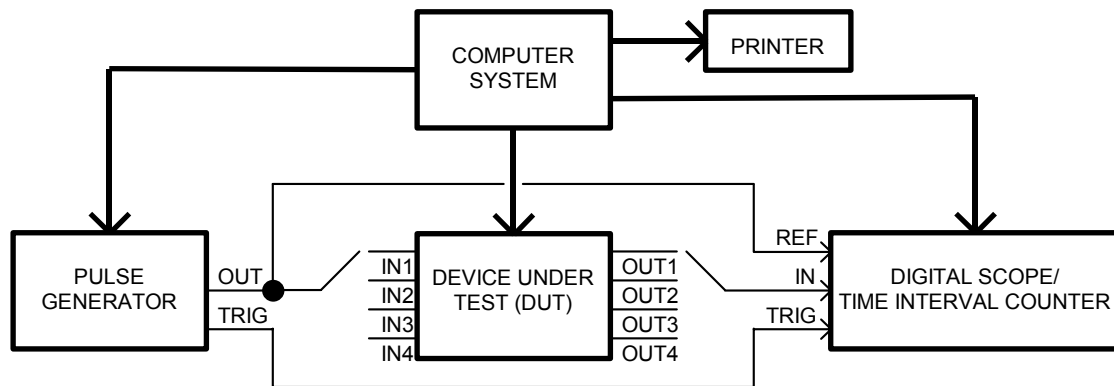 COMPUTER
SYSTEM
PRINTER
PULSE
GENERATOR
OUT
TRIG
IN1
IN2
IN3
IN4
DEVICE UNDER
TEST (DUT)
OUT1
OUT2
OUT3
OUT4
REF
IN
TRIG
DIGITAL SCOPE/
TIME INTERVAL COUNTER